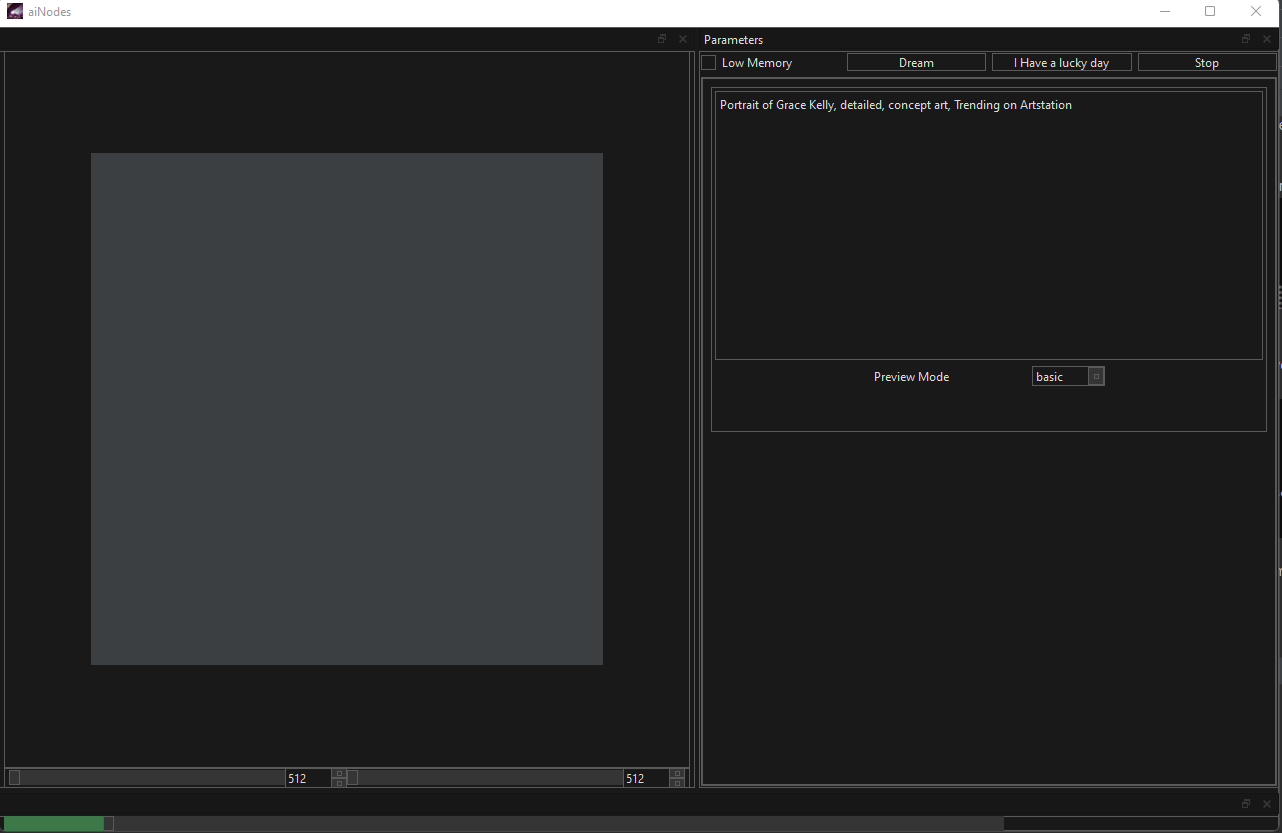 aiNodes
Parameters
Low Memory
Dream
I Have a lucky day
Stop
Portrait of Grace Kelly, detailed, concept art, Trending on Artstation
Preview Mode
basic
512
512